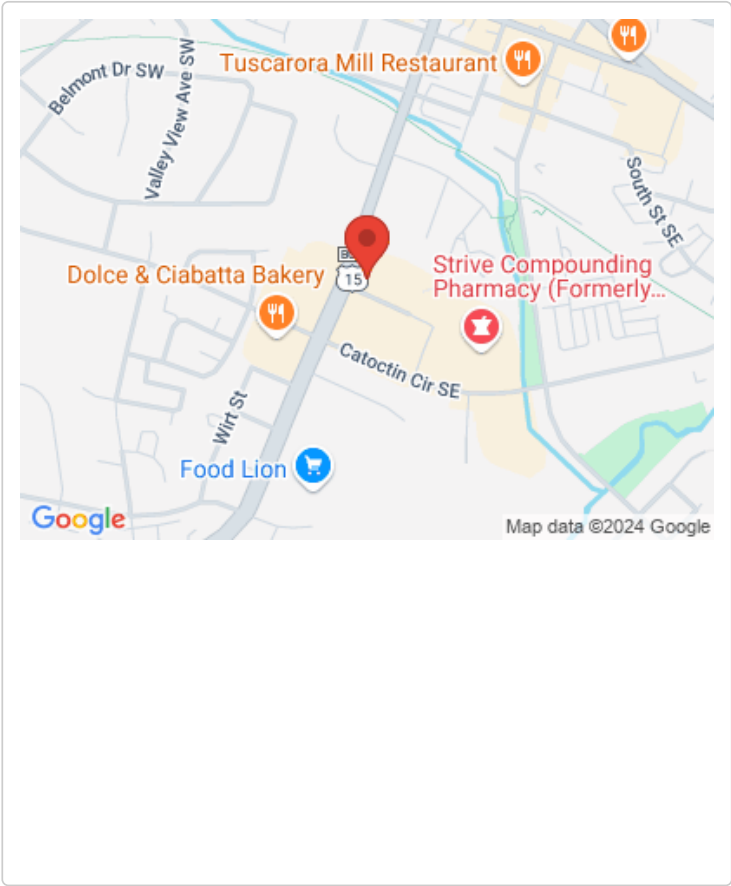 Tuscarora Mill Restaurant
Belmont Dr SW
Valley View Ave SW
South St SE
Dolce & Ciabatta Bakery
15
Strive Compounding
Pharmacy (Formerly...
Catoctin Cir SE
Wirt St
Food Lion
Google
Map data ©2024 Google